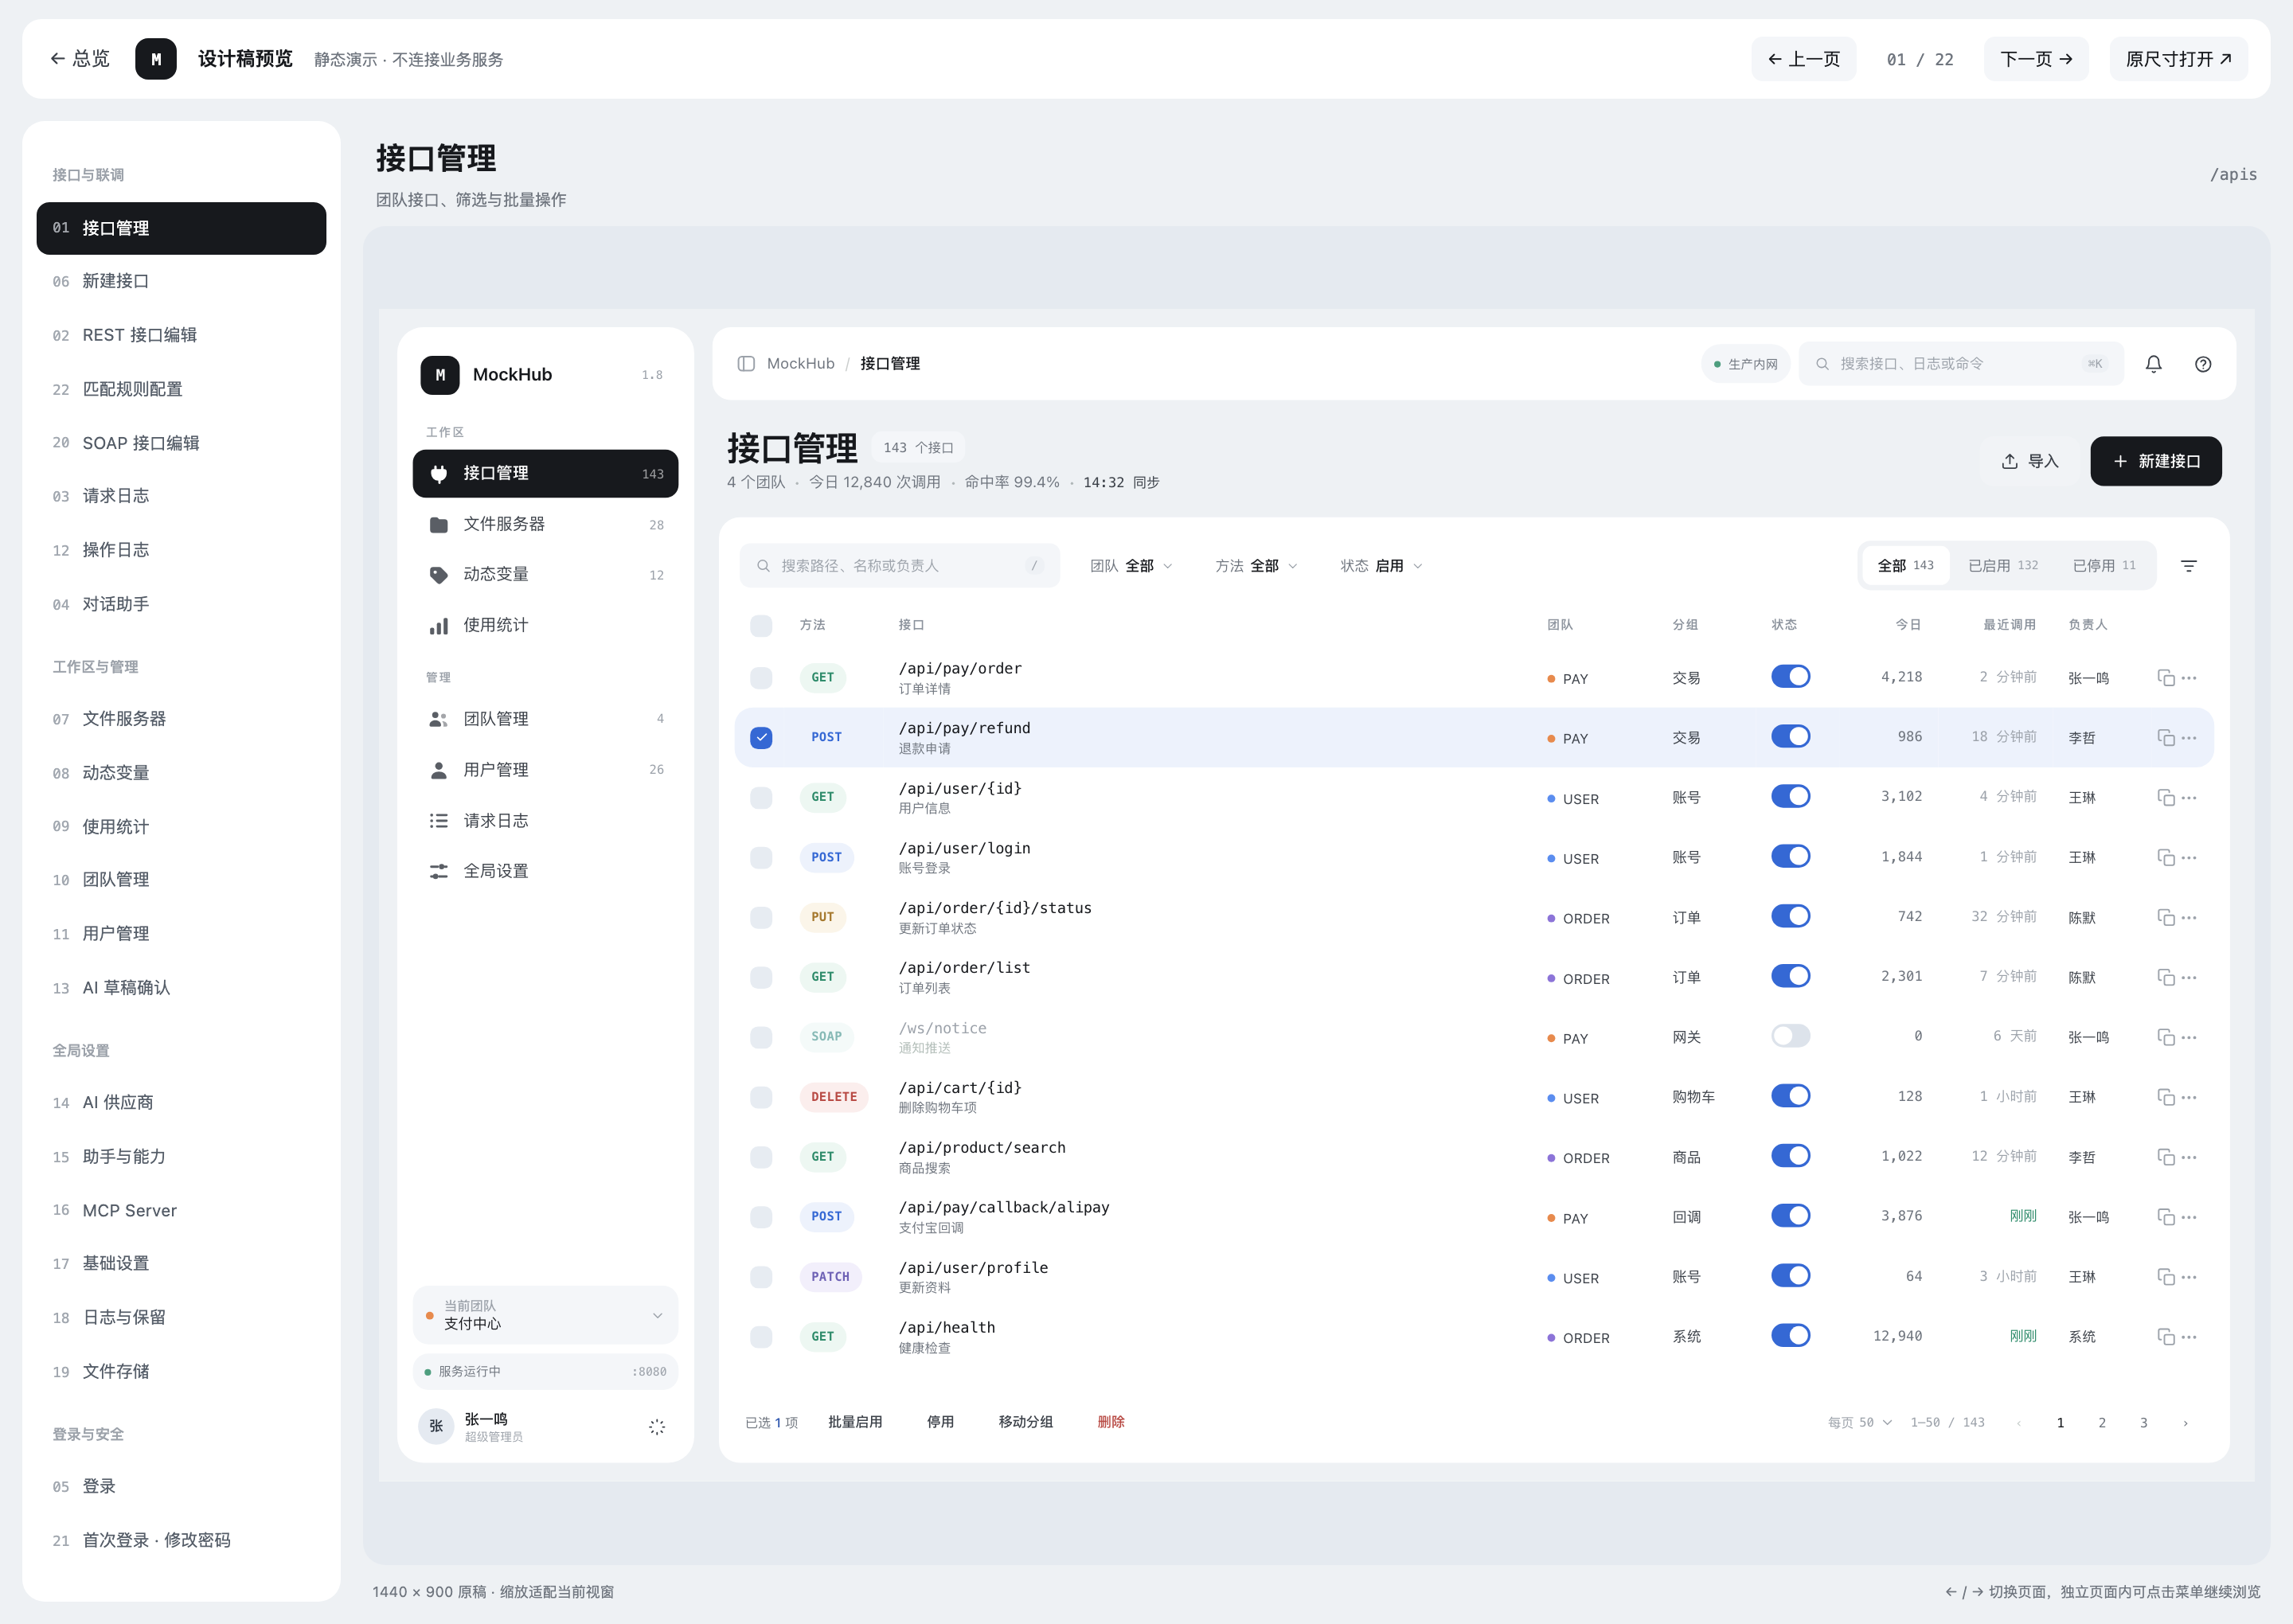 ← 总览 M 设计稿预览 静态演示 · 不连接业务服务 ← 上一页 01 / 22 下一页 → 原尺寸打开 ↗
接口与联调
01 接口管理
06 新建接口
02 REST 接口编辑
22 匹配规则配置
20 SOAP 接口编辑
03 请求日志
12 操作日志
04 对话助手
工作区与管理
07 文件服务器
08 动态变量
09 使用统计
10 团队管理
11 用户管理
13 AI 草稿确认
全局设置
14 AI 供应商
15 助手与能力
16 MCP Server
17 基础设置
18 日志与保留
19 文件存储
登录与安全
05 登录
21 首次登录 · 修改密码
接口管理
团队接口、筛选与批量操作
/apis
M MockHub 1.8
工作区
接口管理 143
文件服务器 28
动态变量 12
使用统计
管理
团队管理 4
用户管理 26
请求日志
全局设置
当前团队
支付中心
服务运行中 :8080
张 张一鸣
超级管理员
MockHub / 接口管理 生产内网 搜索接口、日志或命令 ⌘K
接口管理 143 个接口
4 个团队 · 今日 12,840 次调用 · 命中率 99.4% · 14:32 同步
导入 + 新建接口
搜索路径、名称或负责人 / 团队 全部 方法 全部 状态 启用 全部 143 已启用 132 已停用 11
方法 接口 团队 分组 状态 今日 最近调用 负责人
GET /api/pay/order PAY 交易 4,218 2 分钟前 张一鸣
订单详情
POST /api/pay/refund PAY 交易 986 18 分钟前 李哲
退款申请
GET /api/user/{id} USER 账号 3,102 4 分钟前 王琳
用户信息
POST /api/user/login USER 账号 1,844 1 分钟前 王琳
账号登录
PUT /api/order/{id}/status ORDER 订单 742 32 分钟前 陈默
更新订单状态
GET /api/order/list ORDER 订单 2,301 7 分钟前 陈默
订单列表
SOAP /ws/notice PAY 网关 0 6 天前 张一鸣
通知推送
DELETE /api/cart/{id} USER 购物车 128 1 小时前 王琳
删除购物车项
GET /api/product/search ORDER 商品 1,022 12 分钟前 李哲
商品搜索
POST /api/pay/callback/alipay PAY 回调 3,876 刚刚 张一鸣
支付宝回调
PATCH /api/user/profile USER 账号 64 3 小时前 王琳
更新资料
GET /api/health ORDER 系统 12,940 刚刚 系统
健康检查
已选 1 项 批量启用 停用 移动分组 删除 每页 50 1–50 / 143 ‹ 1 2 3 ›
1440 × 900 原稿 · 缩放适配当前视窗
← / → 切换页面，独立页面内可点击菜单继续浏览